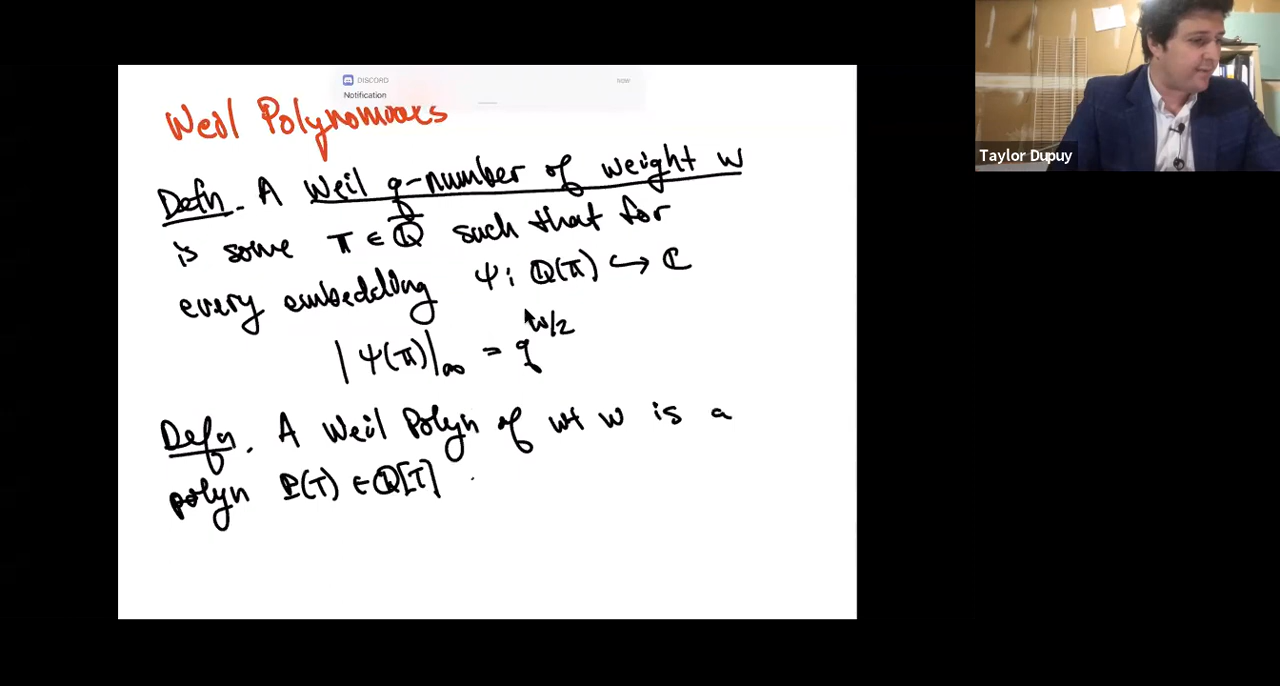 DISCORD
now
Notification
Weil Polynomials
Defn. A Weil q-number of weight w
is some π ∈ ℚ̅ such that for
every embedding ψ: ℚ(π) ↪ ℂ
|ψ(π)|∞ = q^{w/2}
Defn. A Weil Polyn of wt w is a
polyn P(T) ∈ ℚ[T]
Taylor Dupuy